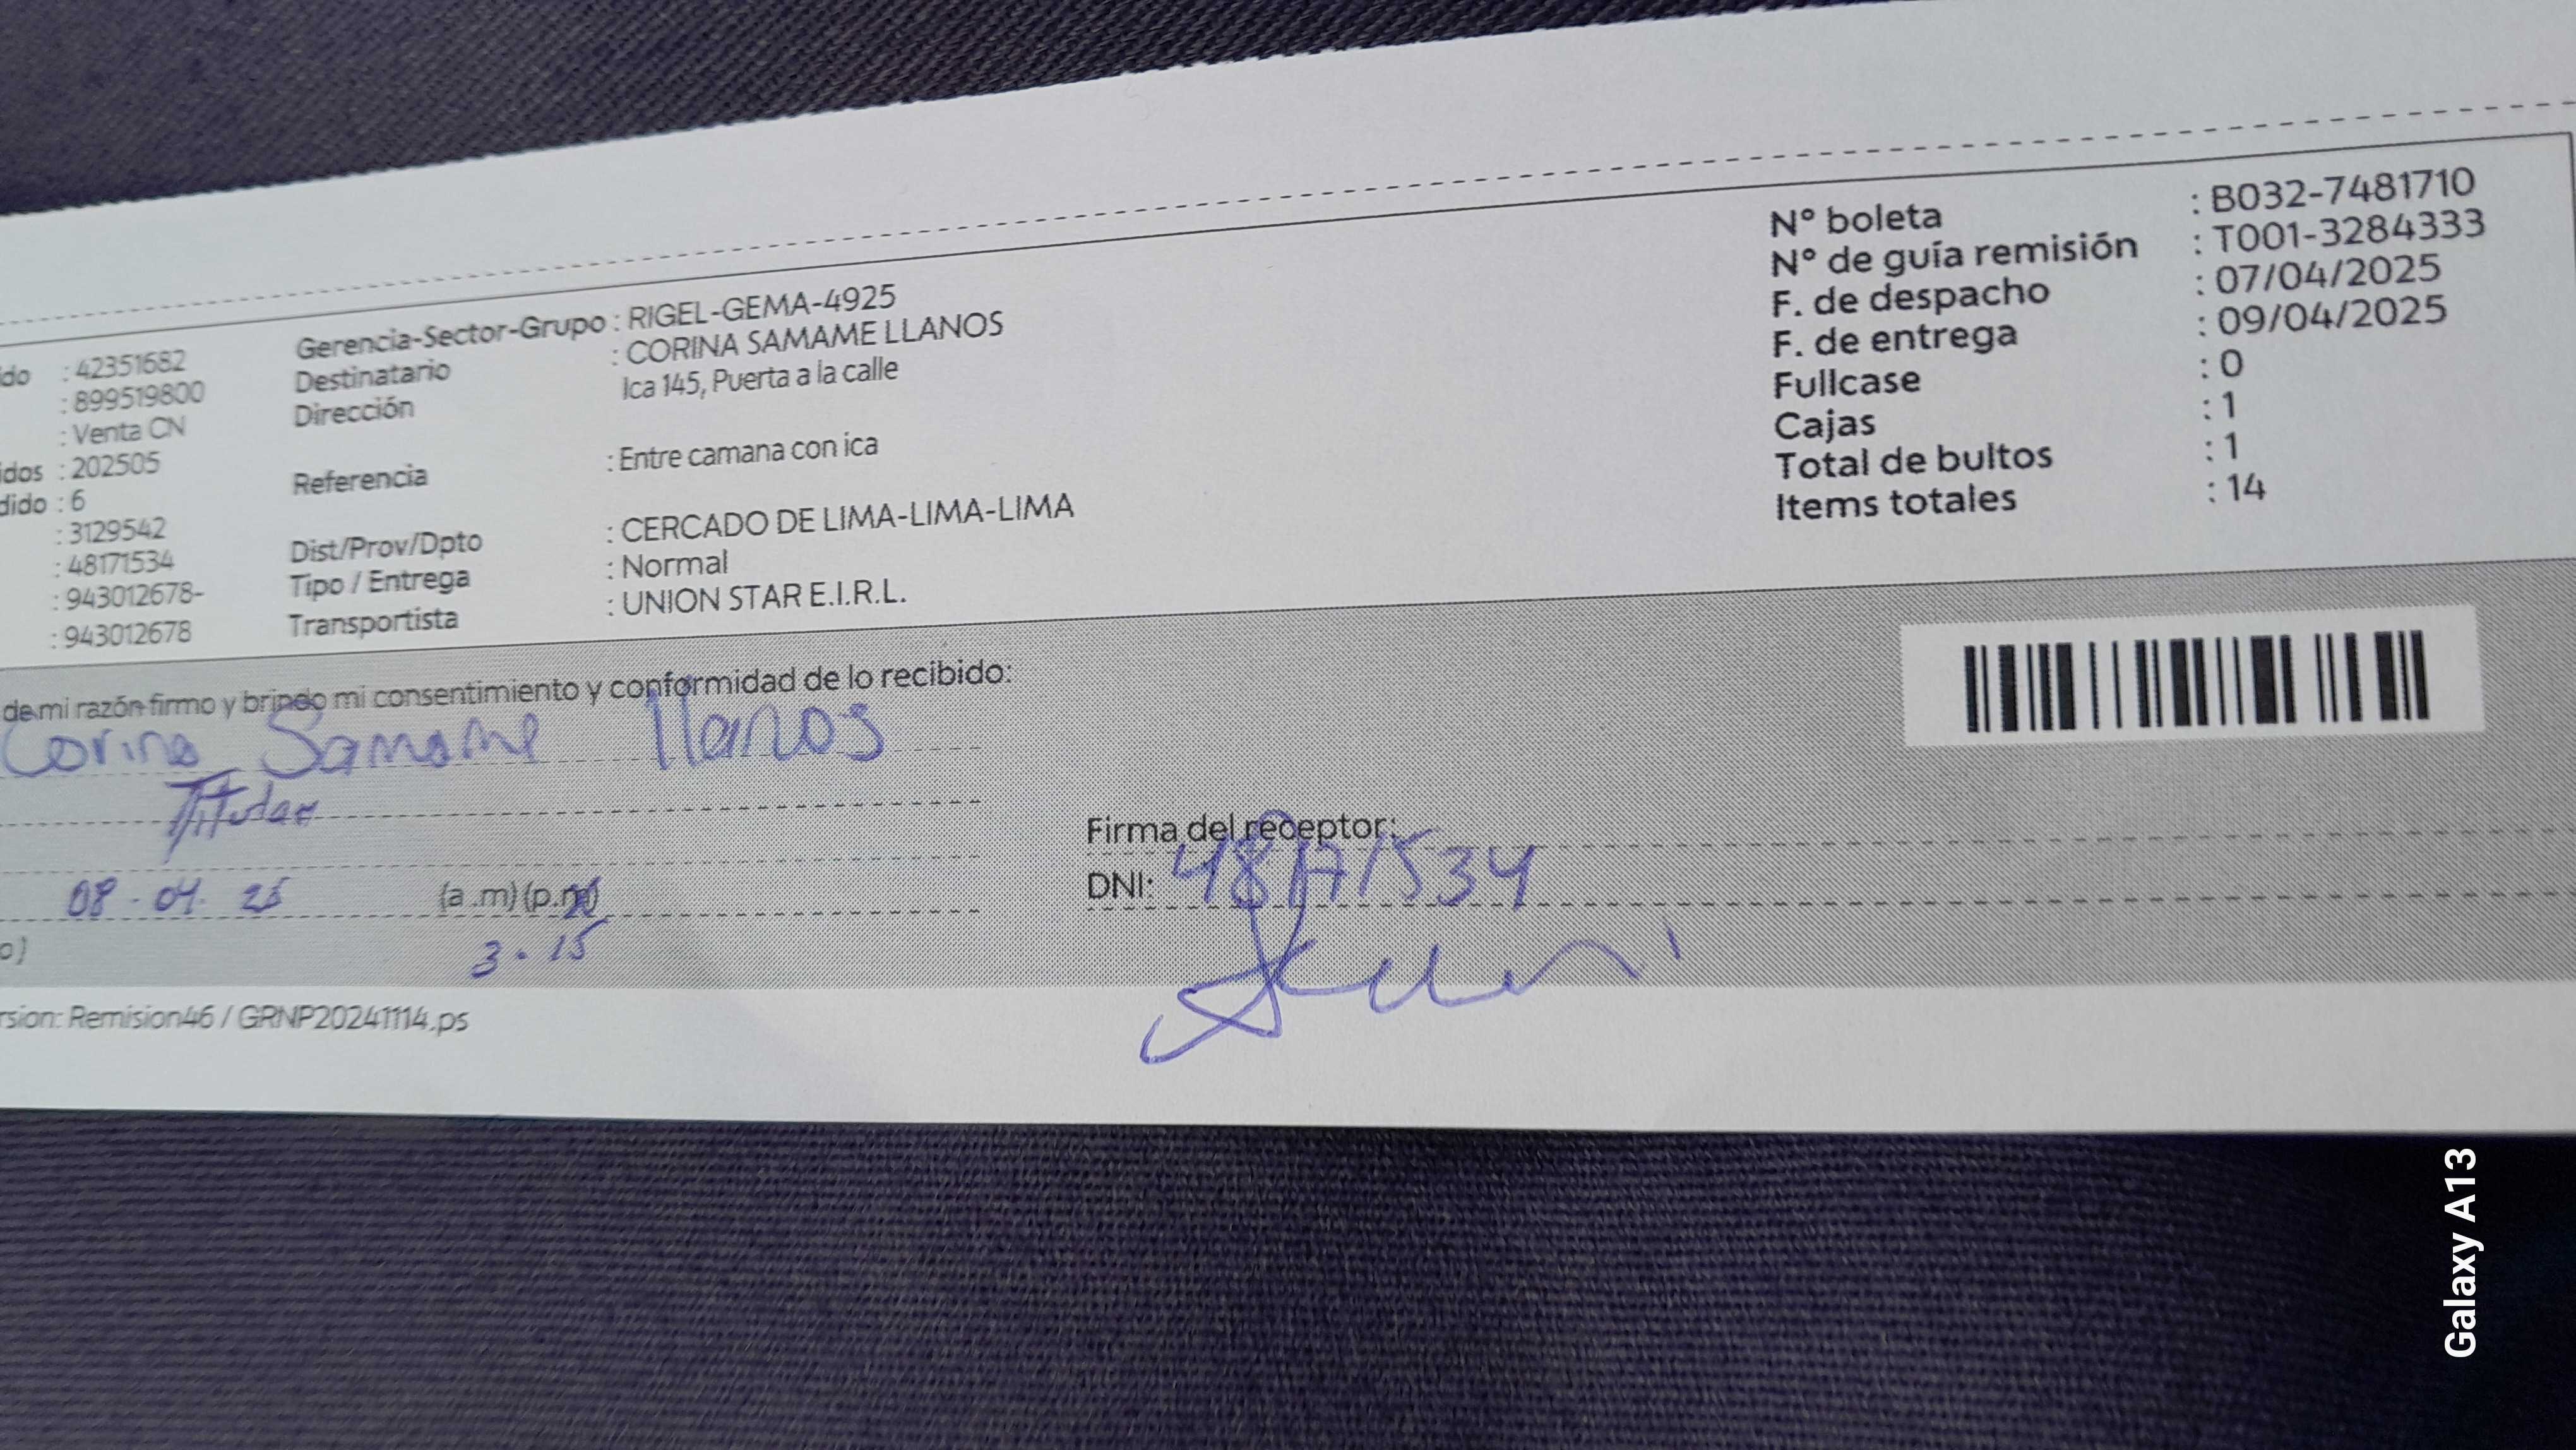 Nº boleta : B032-7481710
Nº de guía remisión : T001-3284333
F. de despacho : 07/04/2025
F. de entrega : 09/04/2025
Fullcase : 0
Cajas : 1
Total de bultos : 1
Items totales : 14
do : 42351682
: 899519800
: Venta CN
idos : 202505
dido : 6
: 3129542
: 48171534
: 943012678-
: 943012678
Gerencia-Sector-Grupo : RIGEL-GEMA-4925
Destinatario : CORINA SAMAME LLANOS
Dirección Ica 145, Puerta a la calle
Referencia : Entre camana con ica
Dist/Prov/Dpto : CERCADO DE LIMA-LIMA-LIMA
Tipo / Entrega : Normal
Transportista : UNION STAR E.I.R.L.
de mi razón firmo y brindo mi consentimiento y conformidad de lo recibido:
Corina Samame llanos
Titular
Firma del receptor:
DNI: 48171534
08-04-25 (a.m) (p.m)
3.15
o)
rsion: Remision46 / GRNP20241114.ps
Galaxy A13